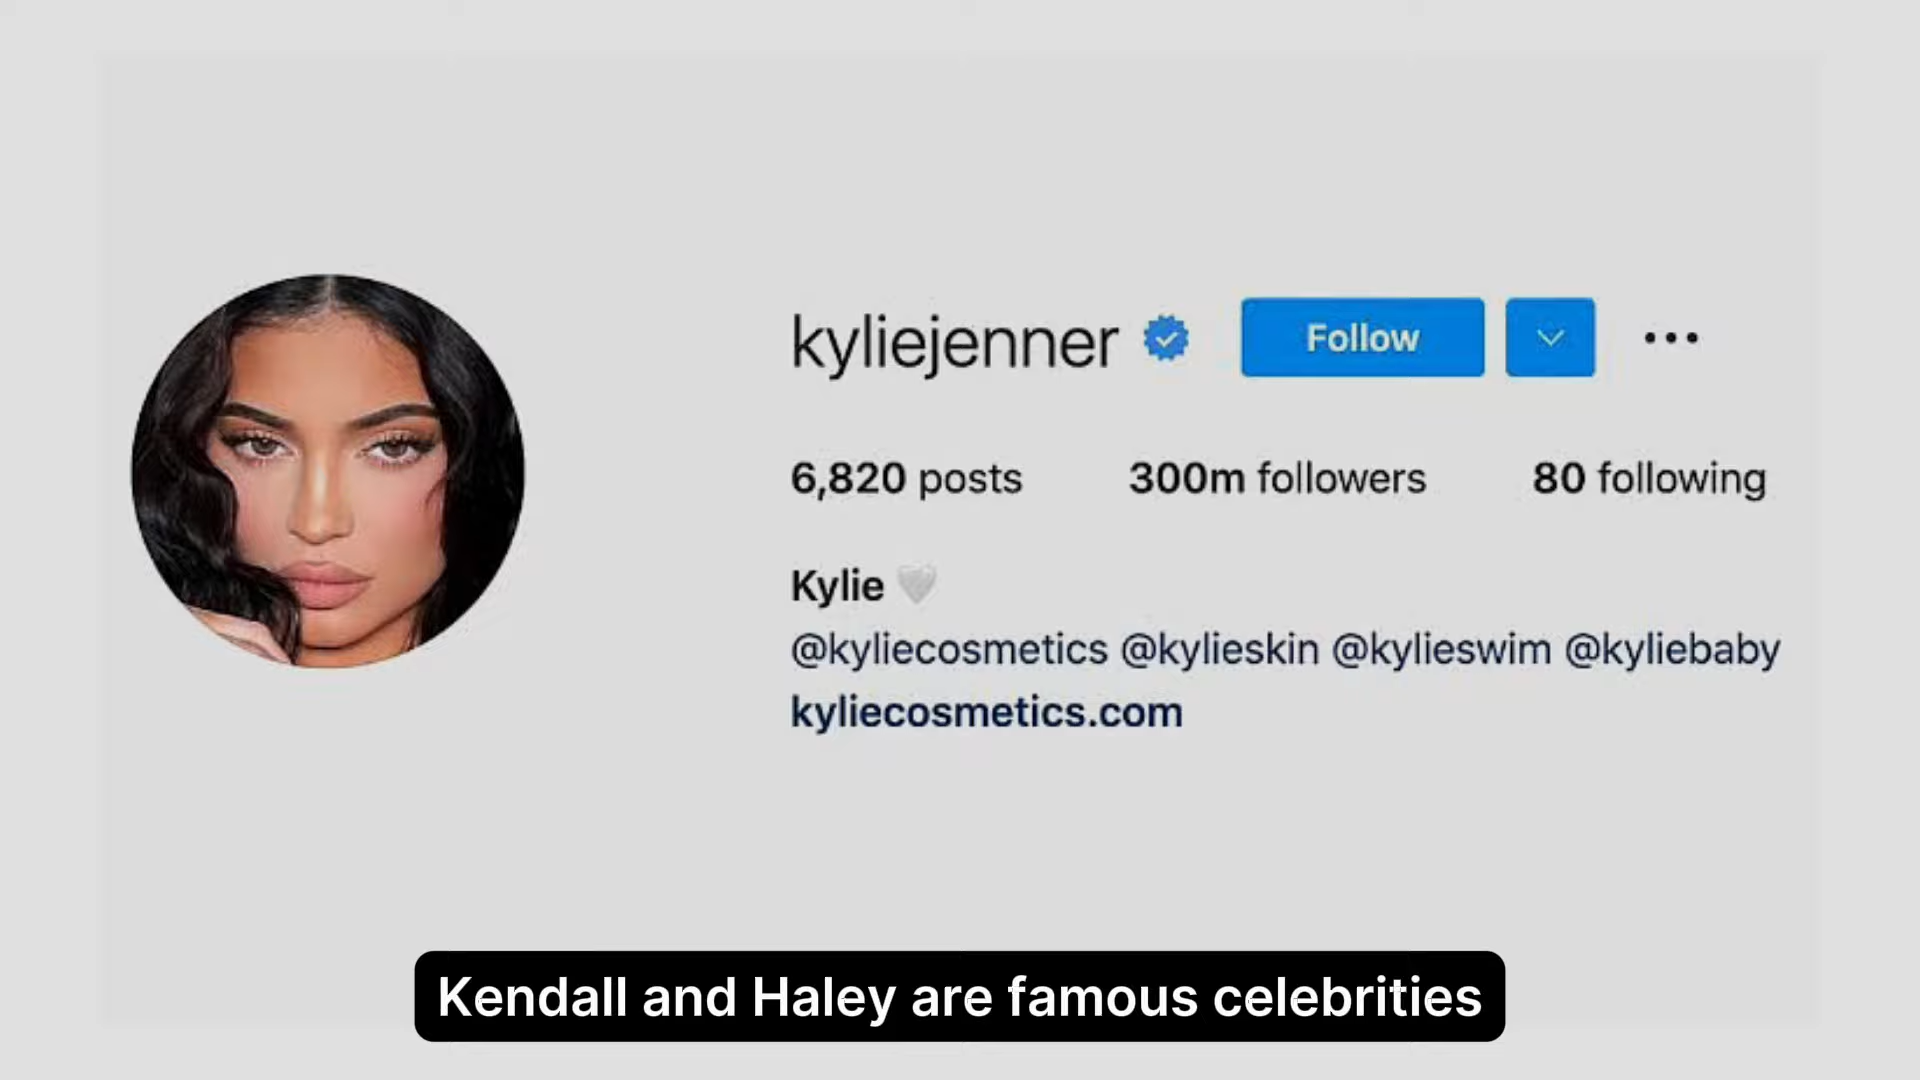 kyliejenner Follow
6,820 posts 300m followers 80 following
Kylie 🤍
@kyliecosmetics @kylieskin @kylieswim @kyliebaby
kyliecosmetics.com
Kendall and Haley are famous celebrities